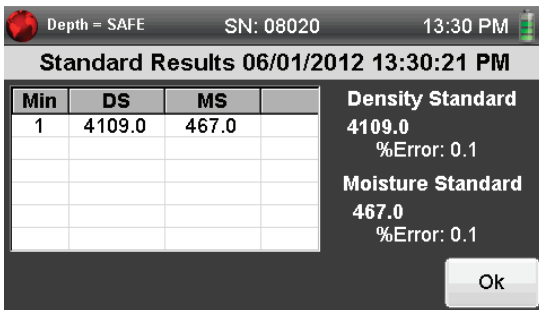 Depth = SAFE SN: 08020 13:30 PM
Standard Results 06/01/2012 13:30:21 PM
Min DS MS
1 4109.0 467.0
Density Standard
4109.0
%Error: 0.1
Moisture Standard
467.0
%Error: 0.1
Ok